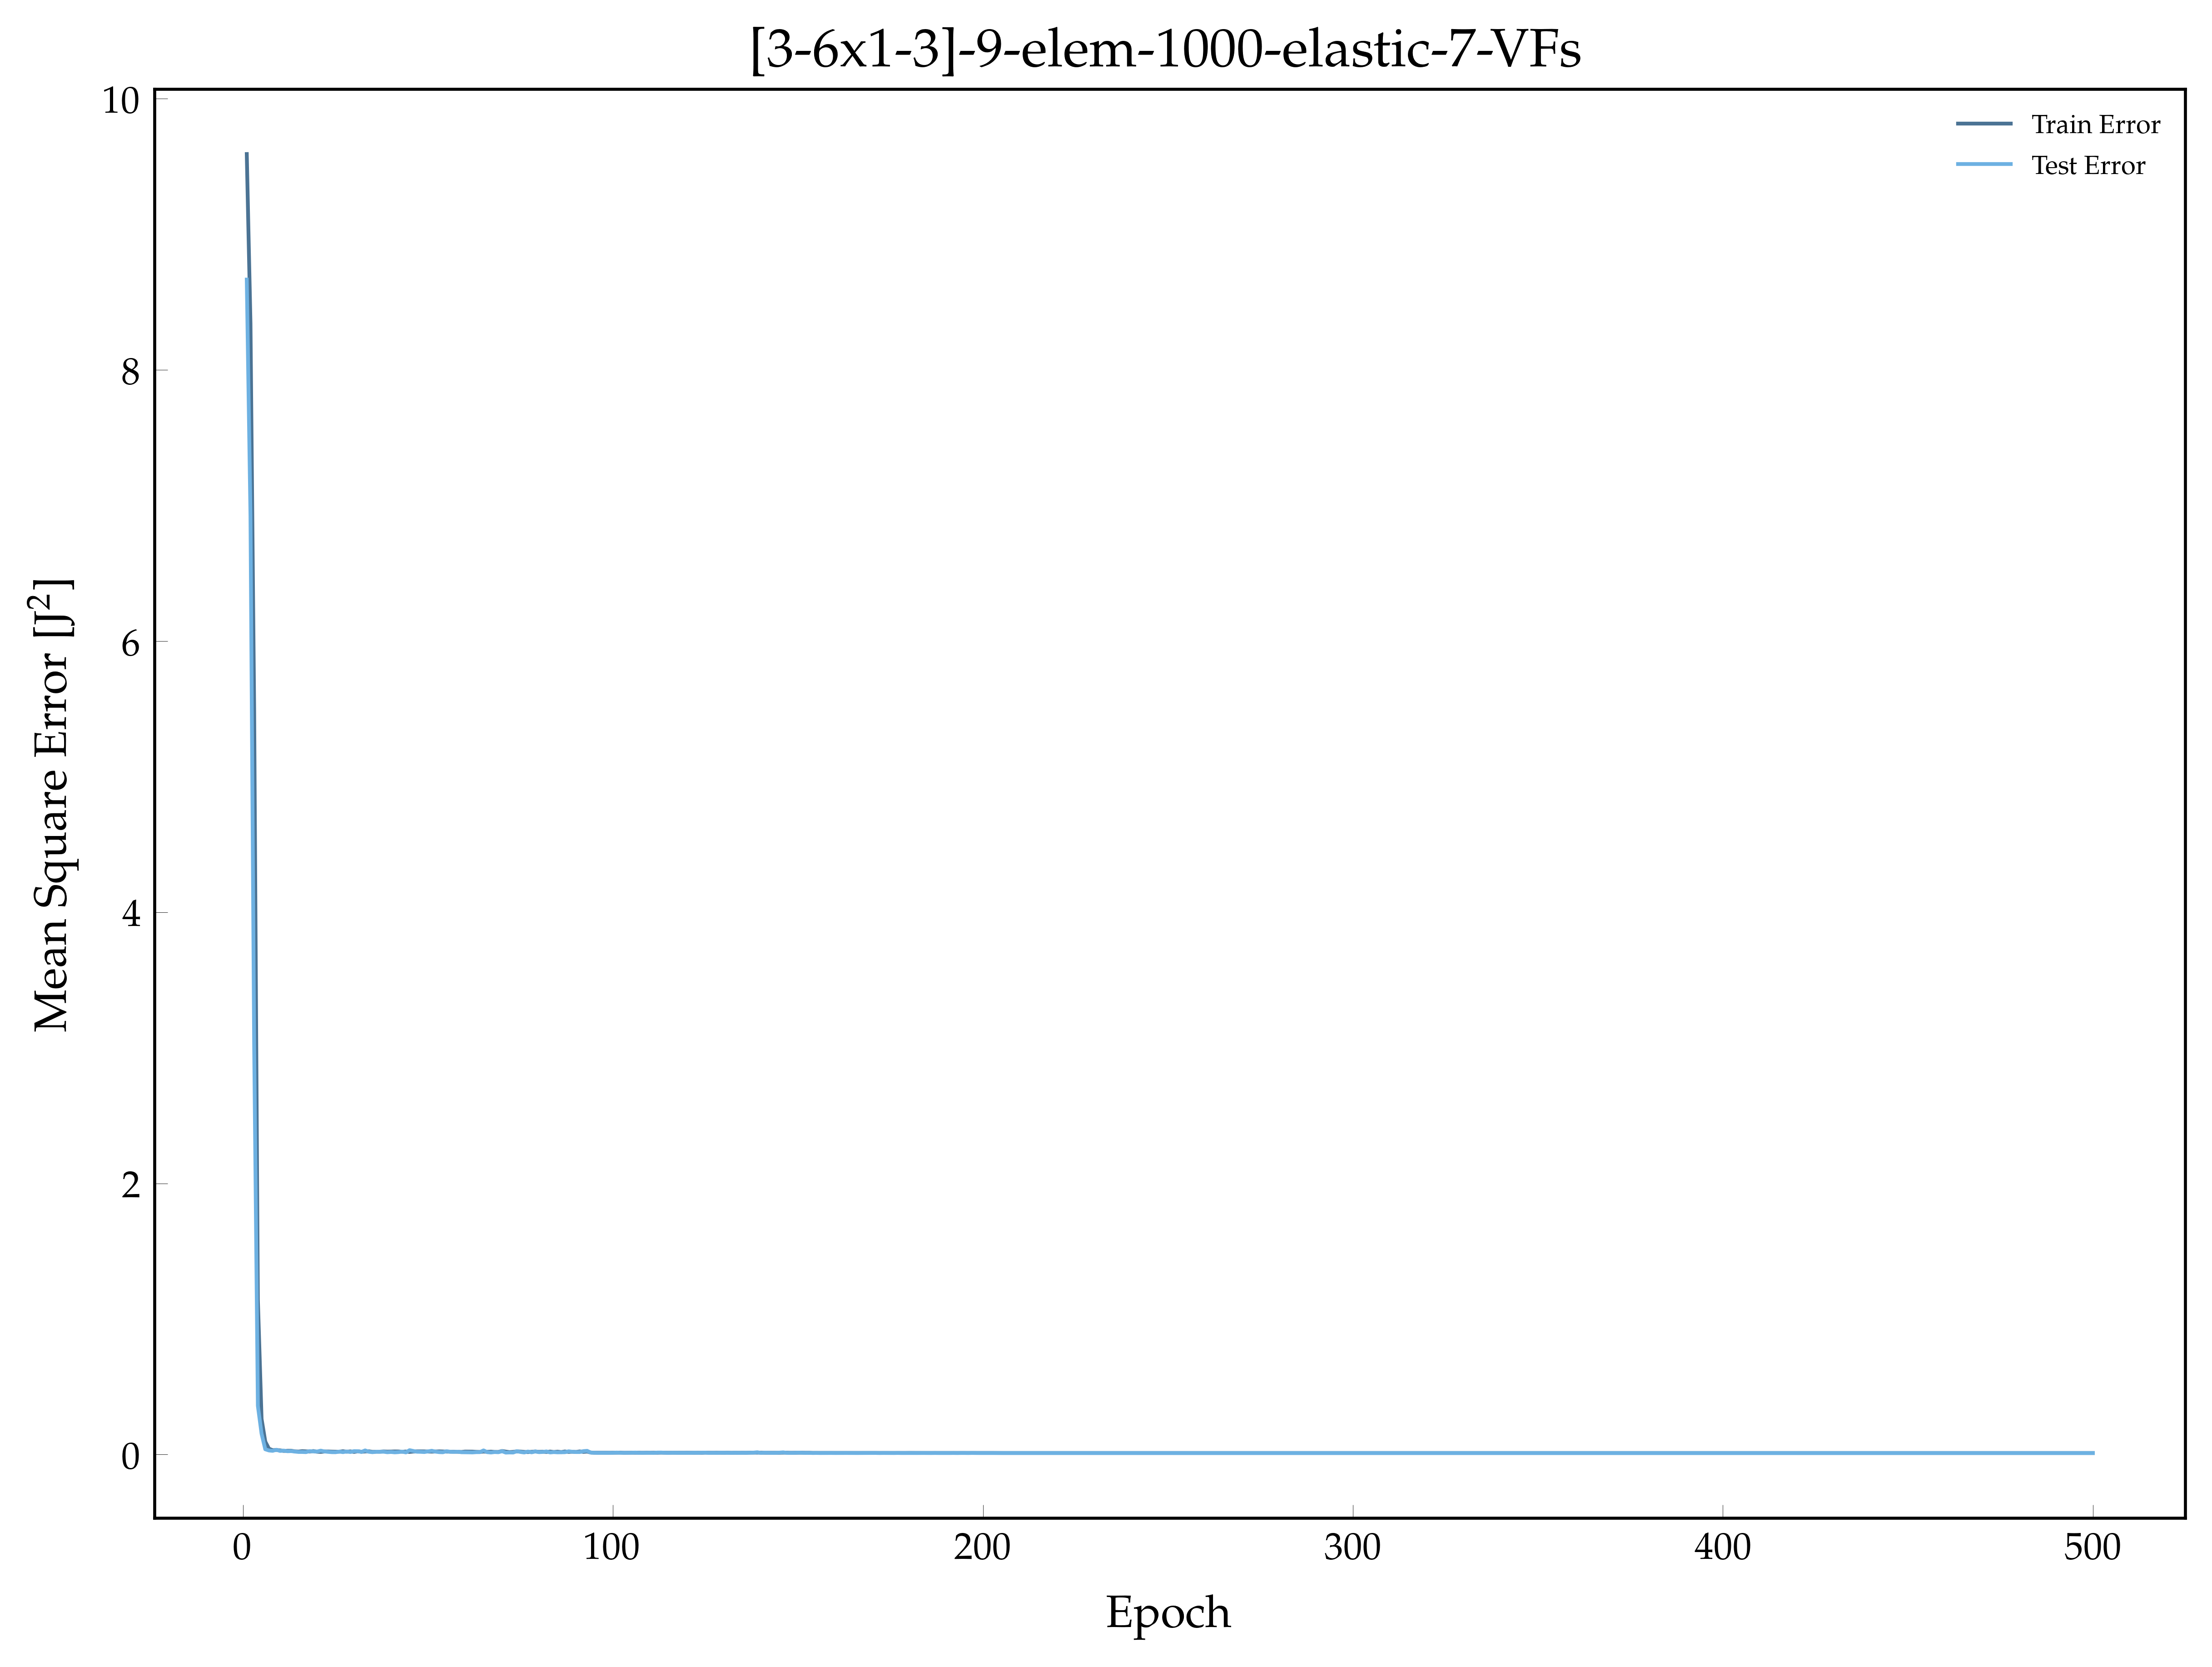 [3-6x1-3]-9-elem-1000-elastic-7-VFs
10
Train Error
Test Error
8
6
Mean Square Error [J²]
4
2
0
0 100 200 300 400 500
Epoch